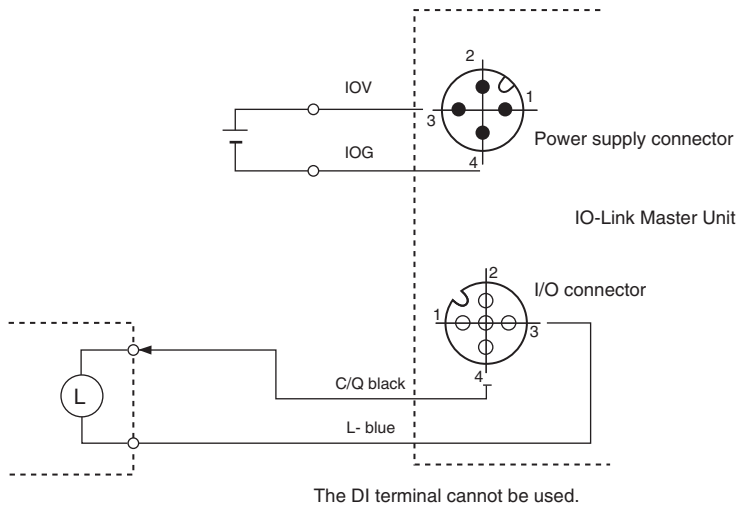 2
IOV
1
3
Power supply connector
IOG
4
IO-Link Master Unit
2
I/O connector
1
3
4
C/Q black
L
L- blue
The DI terminal cannot be used.